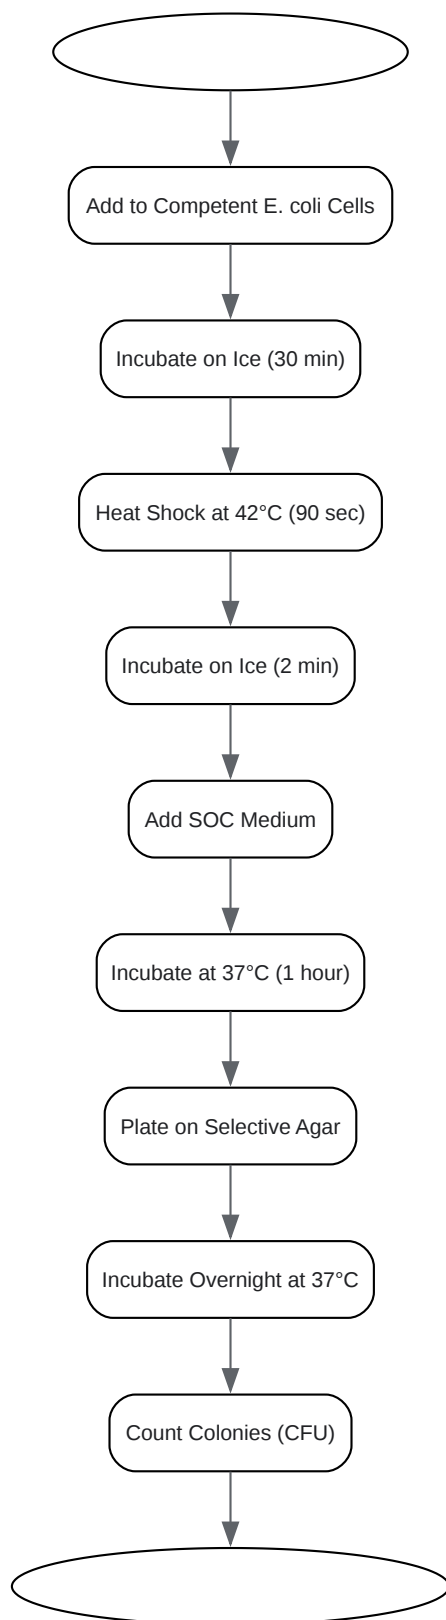 Add to Competent E. coli Cells
Incubate on Ice (30 min)
Heat Shock at 42°C (90 sec)
Incubate on Ice (2 min)
Add SOC Medium
Incubate at 37°C (1 hour)
Plate on Selective Agar
Incubate Overnight at 37°C
Count Colonies (CFU)